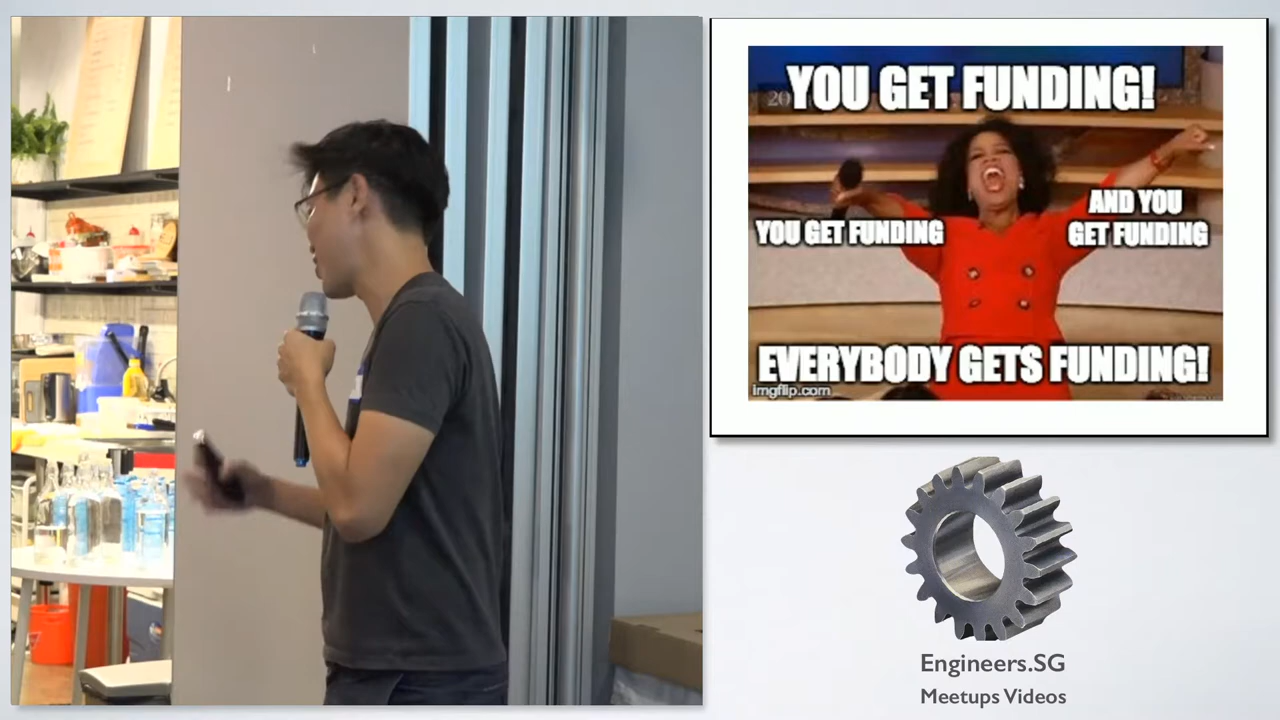 YOU GET FUNDING!
YOU GET FUNDING
AND YOU
GET FUNDING
EVERYBODY GETS FUNDING!
imgflip.com
Engineers.SG
Meetups Videos